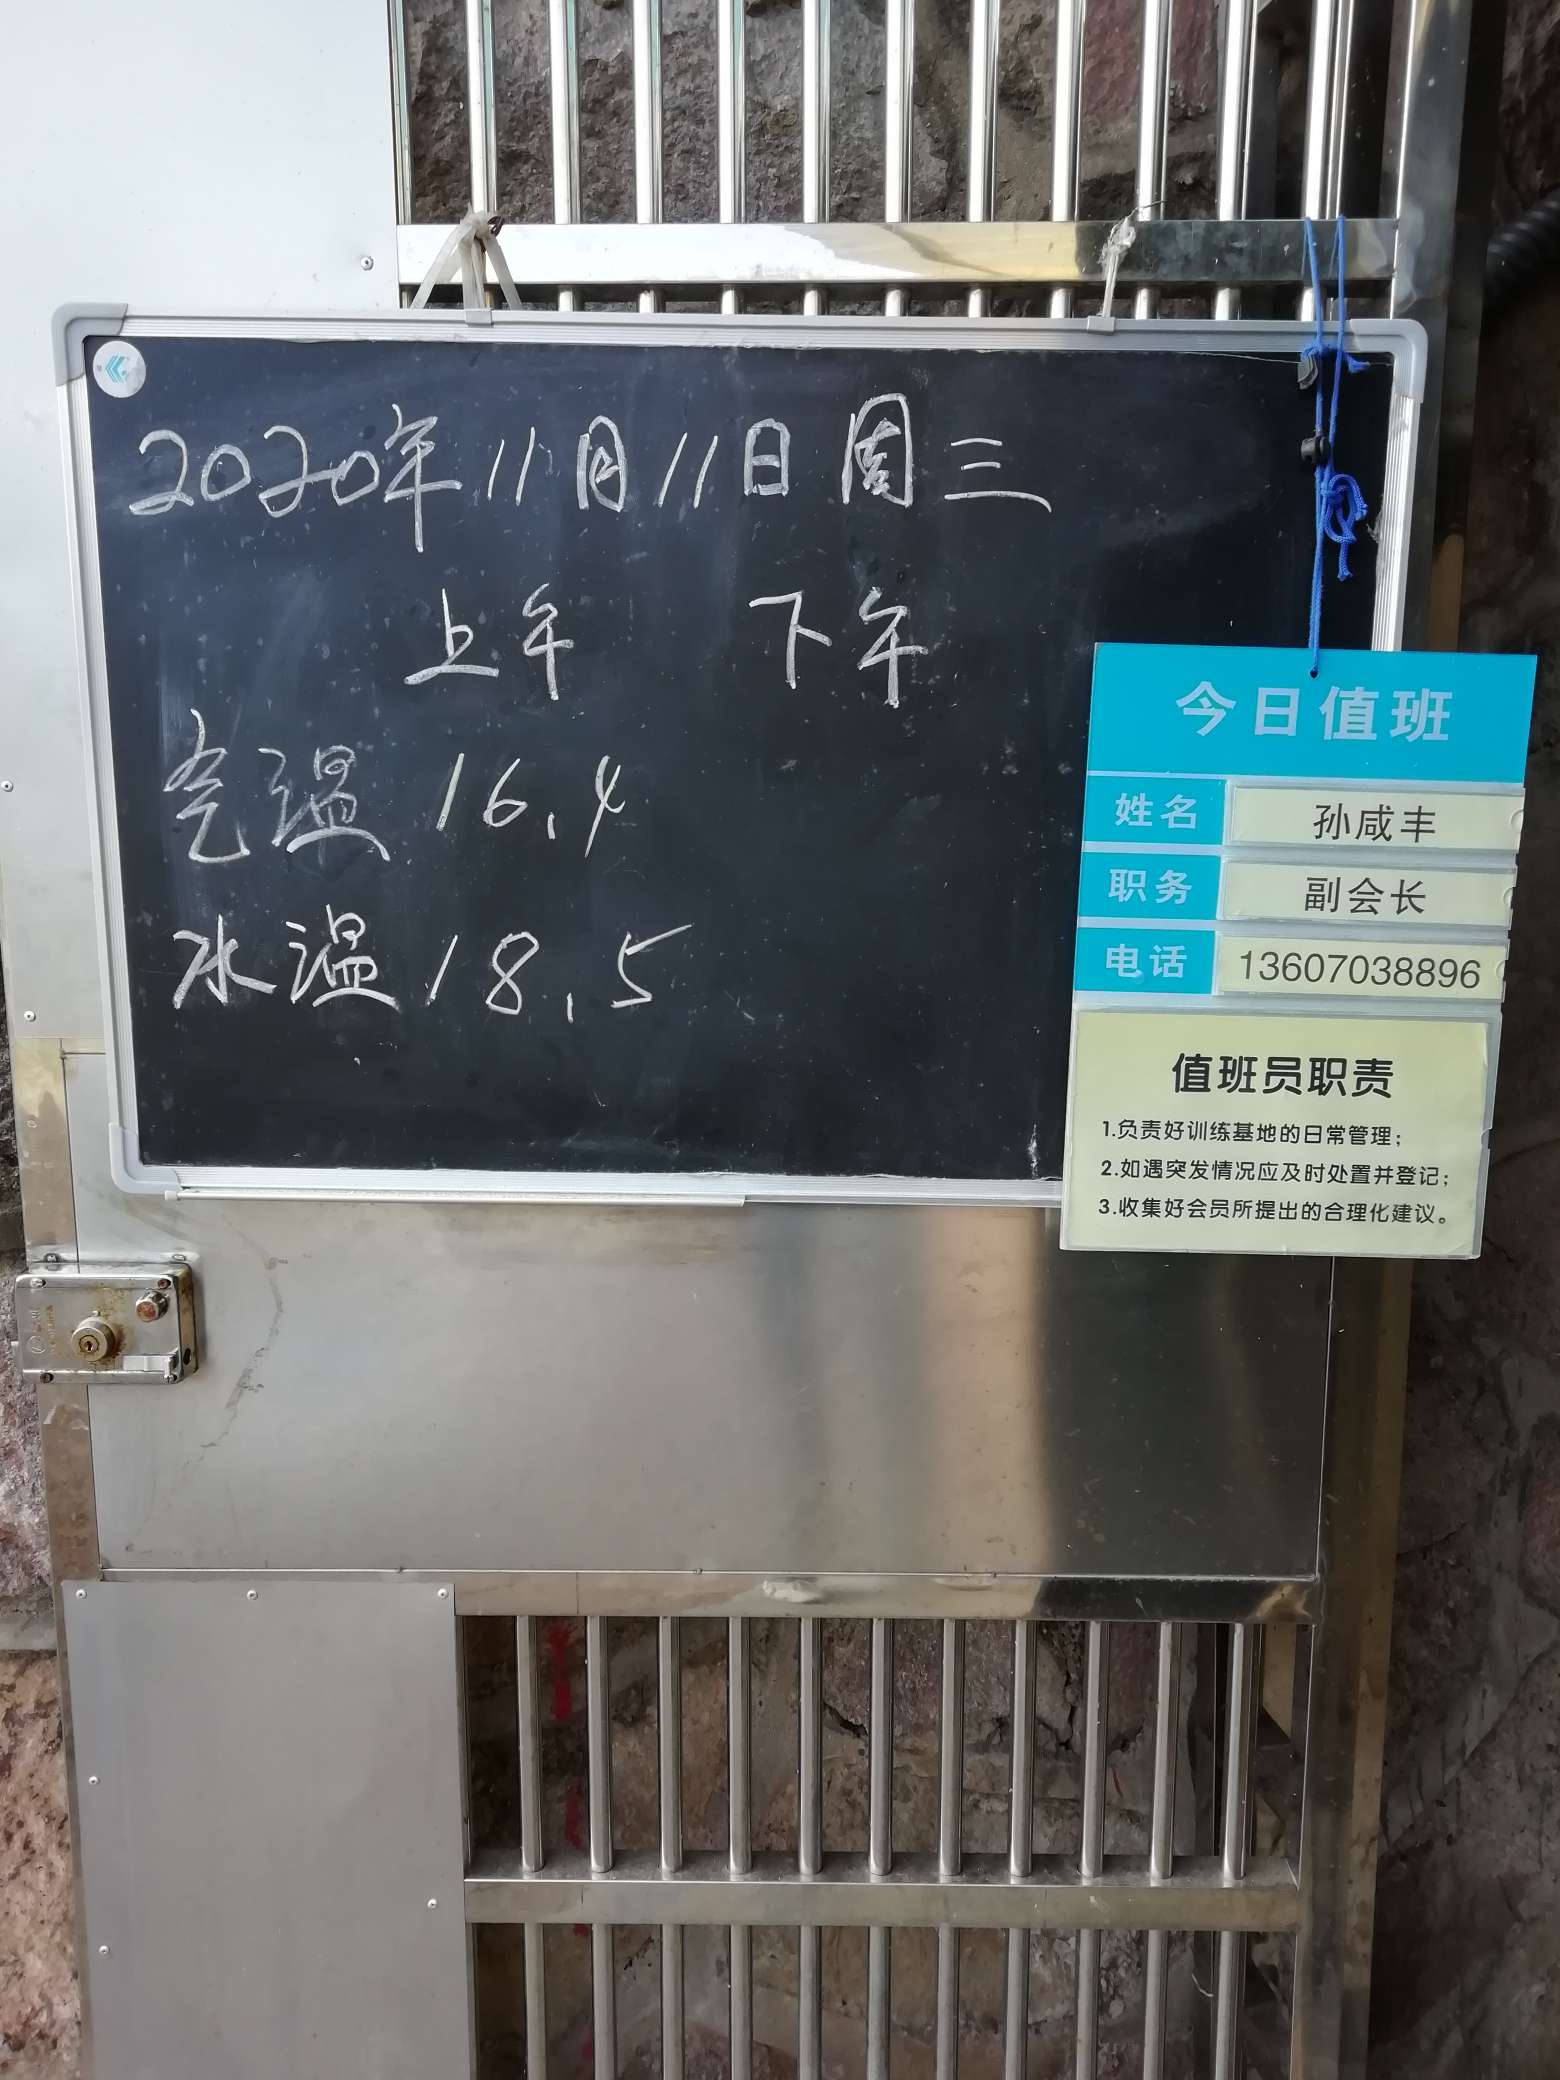 2020年11月11日 周三
上午 下午
气温 16.4
水温 18.5
今日值班
姓名 孙咸丰
职务 副会长
电话 13607038896
值班员职责
1.负责好训练基地的日常管理；
2.如遇突发情况应及时处置并登记；
3.收集好会员所提出的合理化建议。